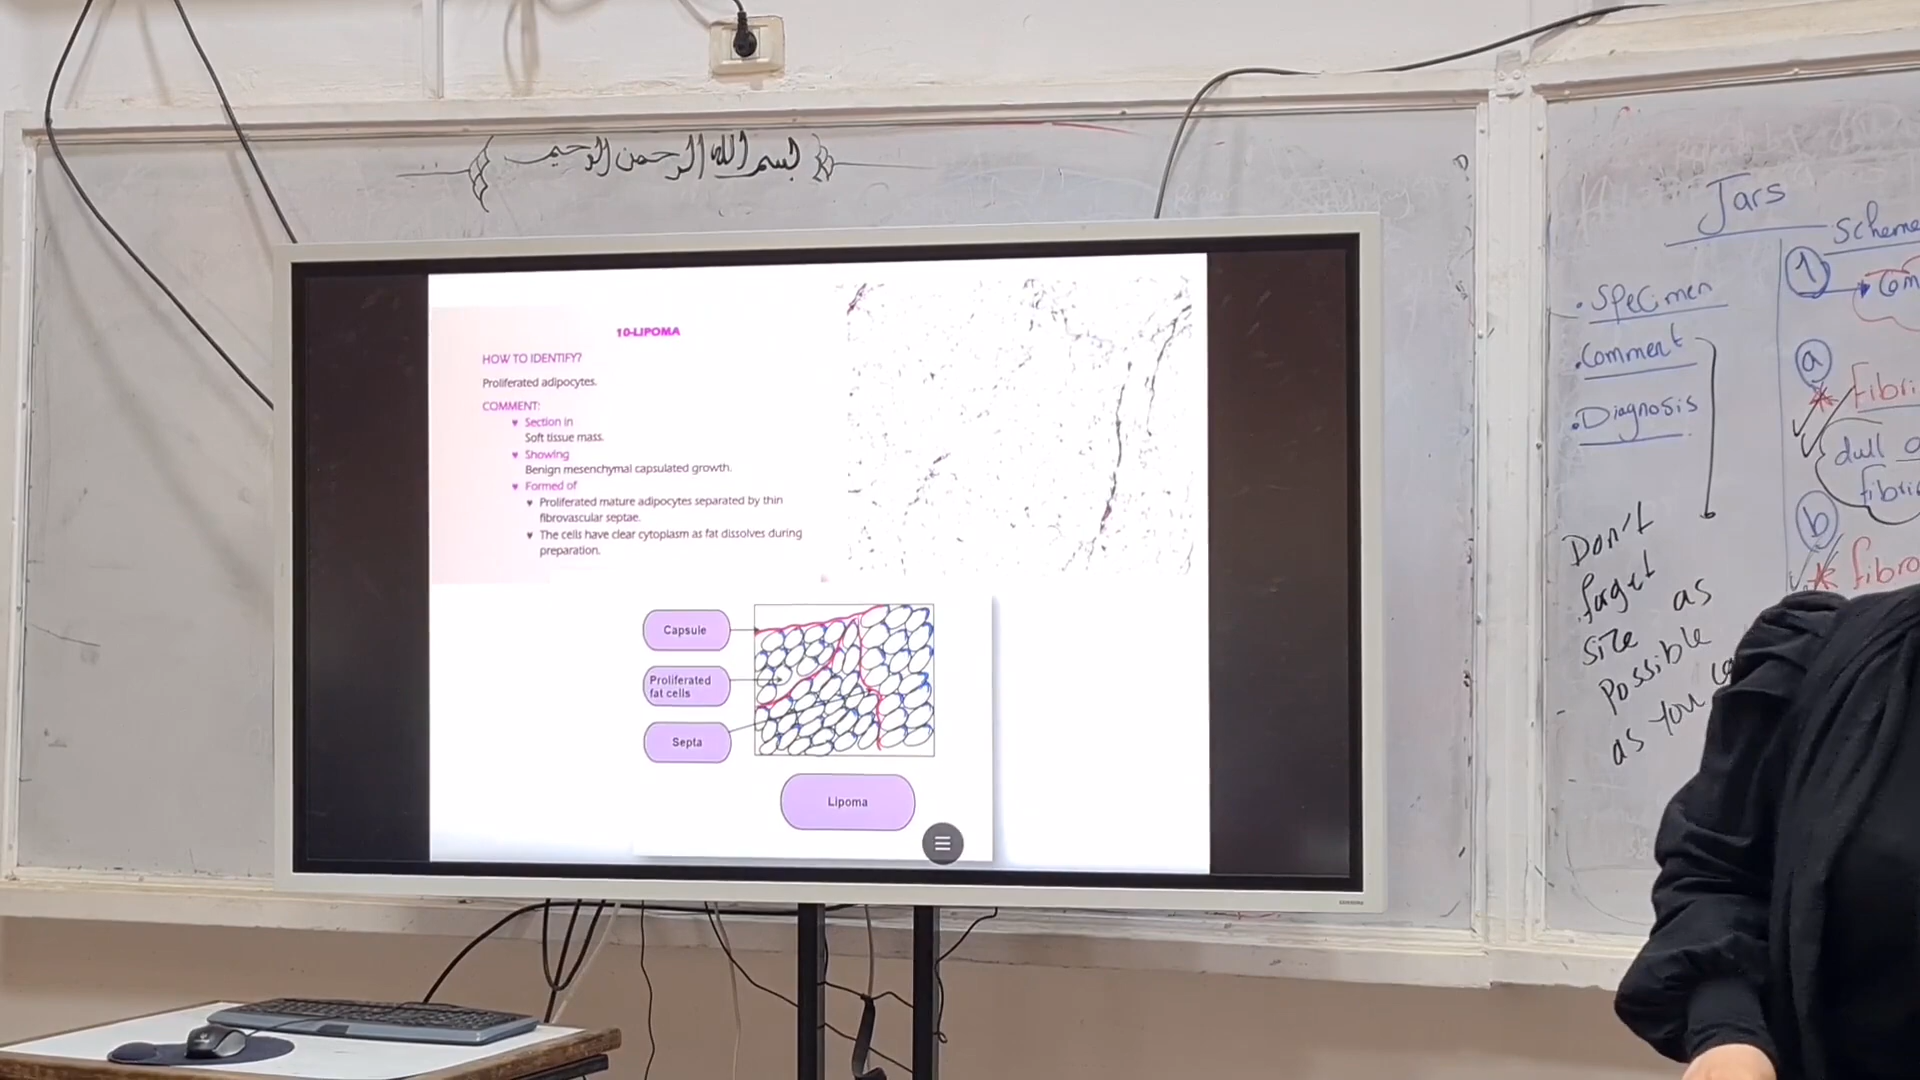 بسم الله الرحمن الرحيم
10-LIPOMA
HOW TO IDENTIFY?
Proliferated adipocytes.
COMMENT:
♥ Section in
Soft tissue mass.
♥ Showing
Benign mesenchymal capsulated growth.
♥ Formed of
♥ Proliferated mature adipocytes separated by thin
fibrovascular septae.
♥ The cells have clear cytoplasm as fat dissolves during
preparation.
Capsule
Proliferated
fat cells
Septa
Lipoma
SAMSUNG
Jars
. Specimen
. Comment
. Diagnosis
Don't
forget
size as
possible
as you
Scheme
1
a
dull
b